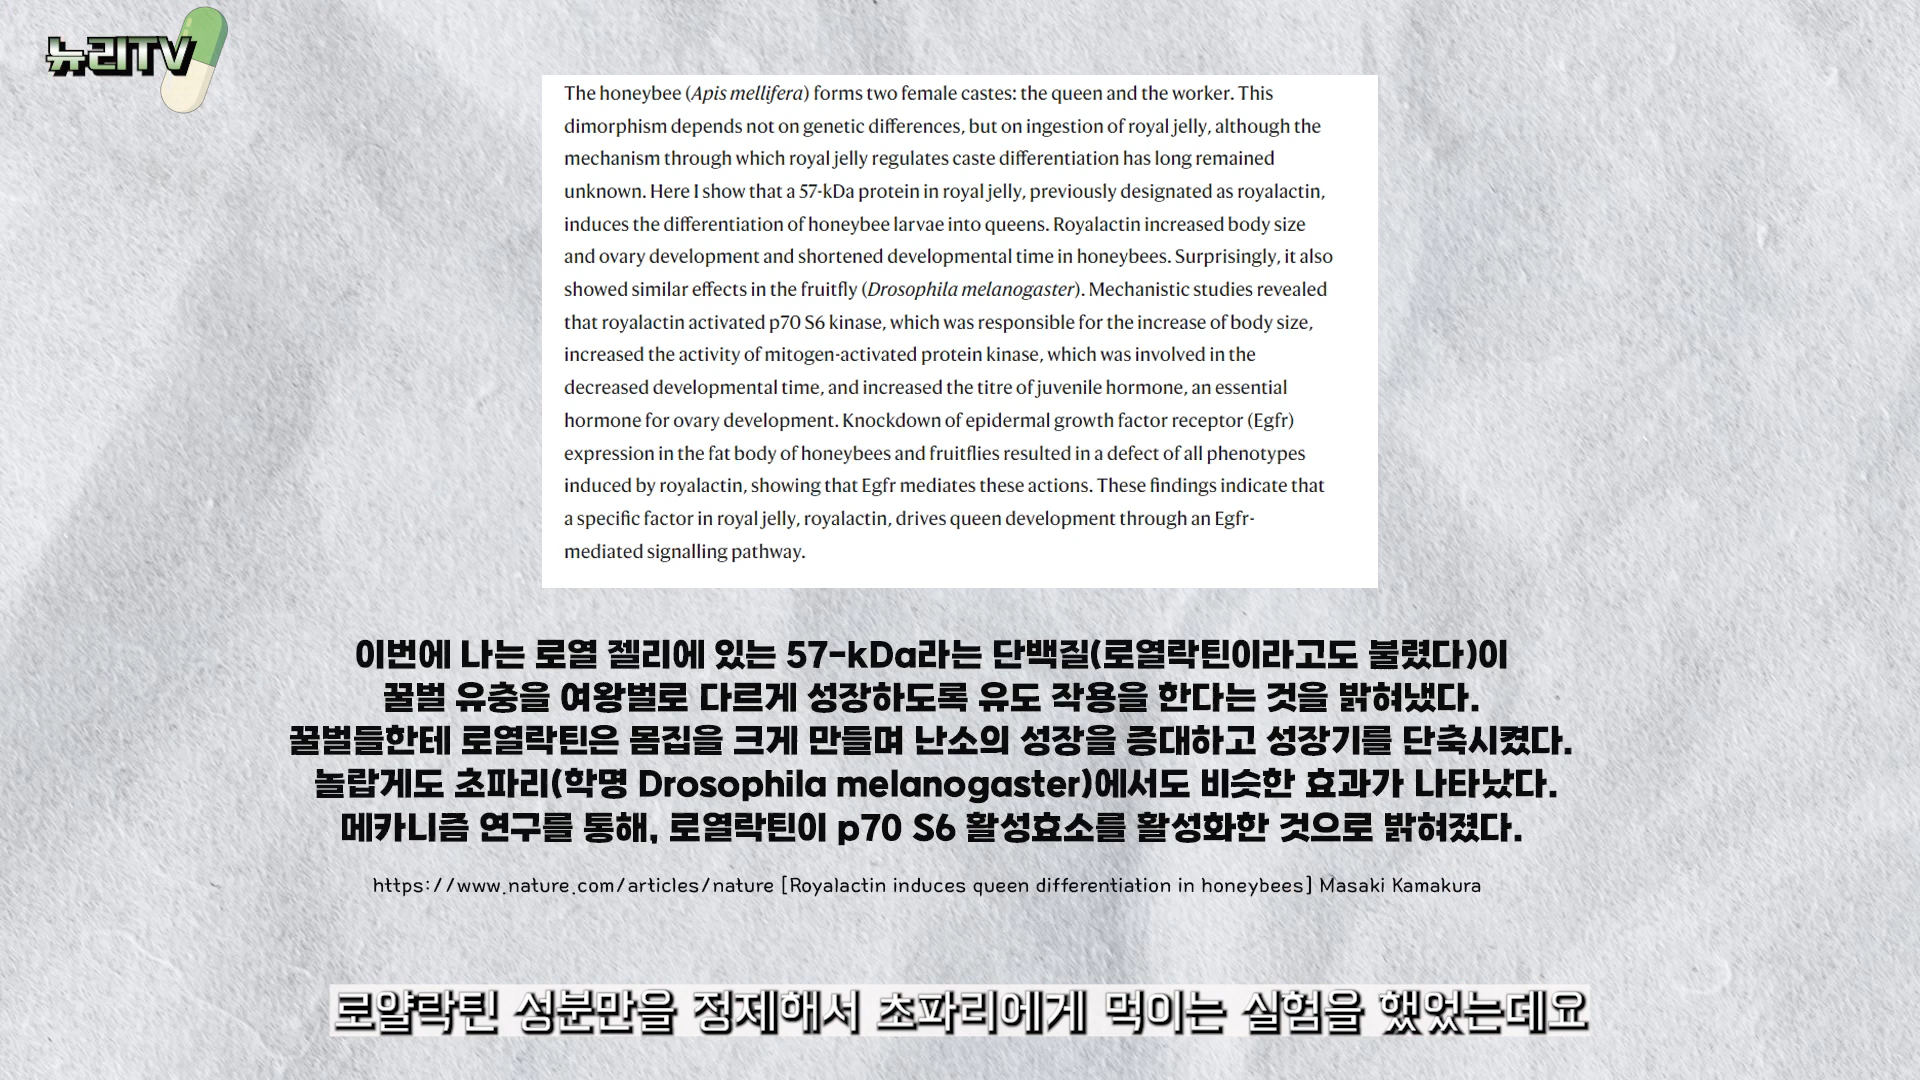 뉴리TV
The honeybee (Apis mellifera) forms two female castes: the queen and the worker. This
dimorphism depends not on genetic differences, but on ingestion of royal jelly, although the
mechanism through which royal jelly regulates caste differentiation has long remained
unknown. Here I show that a 57-kDa protein in royal jelly, previously designated as royalactin,
induces the differentiation of honeybee larvae into queens. Royalactin increased body size
and ovary development and shortened developmental time in honeybees. Surprisingly, it also
showed similar effects in the fruitfly (Drosophila melanogaster). Mechanistic studies revealed
that royalactin activated p70 S6 kinase, which was responsible for the increase of body size,
increased the activity of mitogen-activated protein kinase, which was involved in the
decreased developmental time, and increased the titre of juvenile hormone, an essential
hormone for ovary development. Knockdown of epidermal growth factor receptor (Egfr)
expression in the fat body of honeybees and fruitflies resulted in a defect of all phenotypes
induced by royalactin, showing that Egfr mediates these actions. These findings indicate that
a specific factor in royal jelly, royalactin, drives queen development through an Egfr-
mediated signalling pathway.
이번에 나는 로열 젤리에 있는 57-kDa라는 단백질(로열락틴이라고도 불렸다)이
꿀벌 유충을 여왕벌로 다르게 성장하도록 유도 작용을 한다는 것을 밝혀냈다.
꿀벌들한테 로열락틴은 몸집을 크게 만들며 난소의 성장을 증대하고 성장기를 단축시켰다.
놀랍게도 초파리(학명 Drosophila melanogaster)에서도 비슷한 효과가 나타났다.
메카니즘 연구를 통해, 로열락틴이 p70 S6 활성효소를 활성화한 것으로 밝혀졌다.
https://www.nature.com/articles/nature [Royalactin induces queen differentiation in honeybees] Masaki Kamakura
로얄락틴 성분만을 정제해서 초파리에게 먹이는 실험을 했었는데요